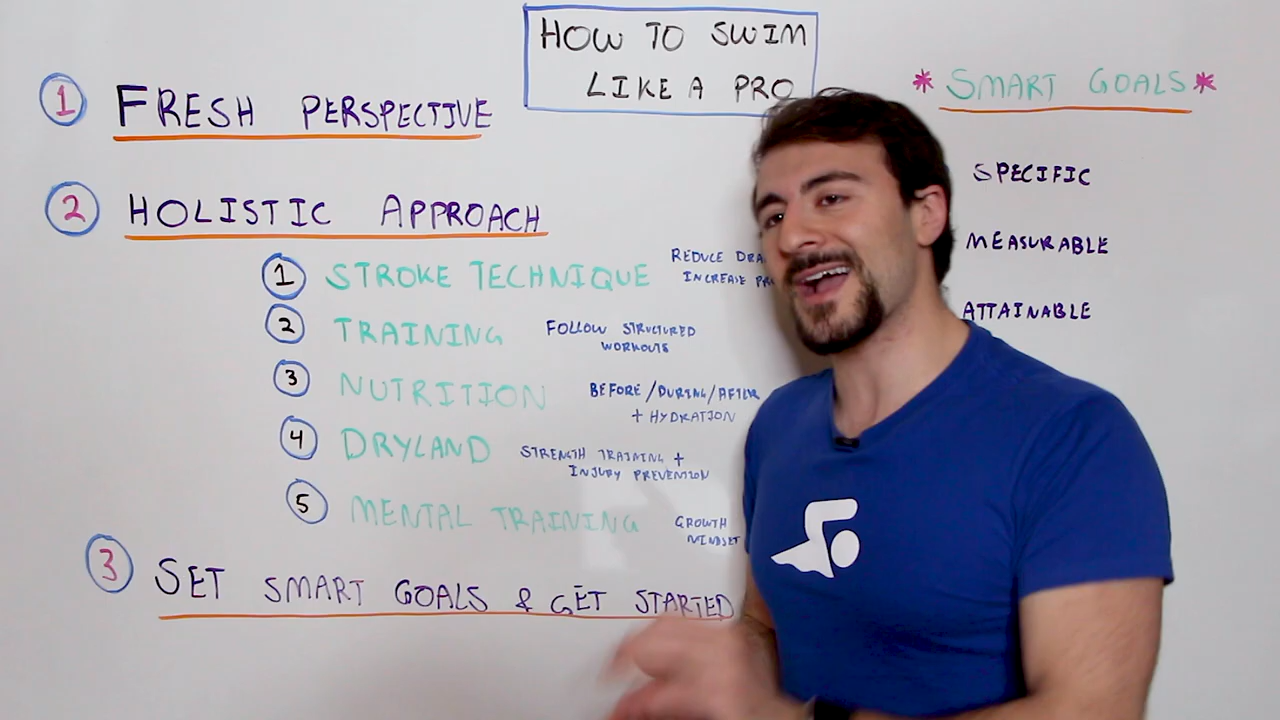 HOW TO SWIM
LIKE A PRO
1 FRESH PERSPECTIVE
2 HOLISTIC APPROACH
1 STROKE TECHNIQUE
REDUCE DRA
INCREASE PR
2 TRAINING
FOLLOW STRUCTURED
WORKOUTS
3 NUTRITION
BEFORE/DURING/AFTER
+ HYDRATION
4 DRYLAND
STRENGTH TRAINING +
INJURY PREVENTION
5 MENTAL TRAINING
GROWTH
MINDSET
3 SET SMART GOALS & GET STARTED
* SMART GOALS *
SPECIFIC
MEASURABLE
ATTAINABLE